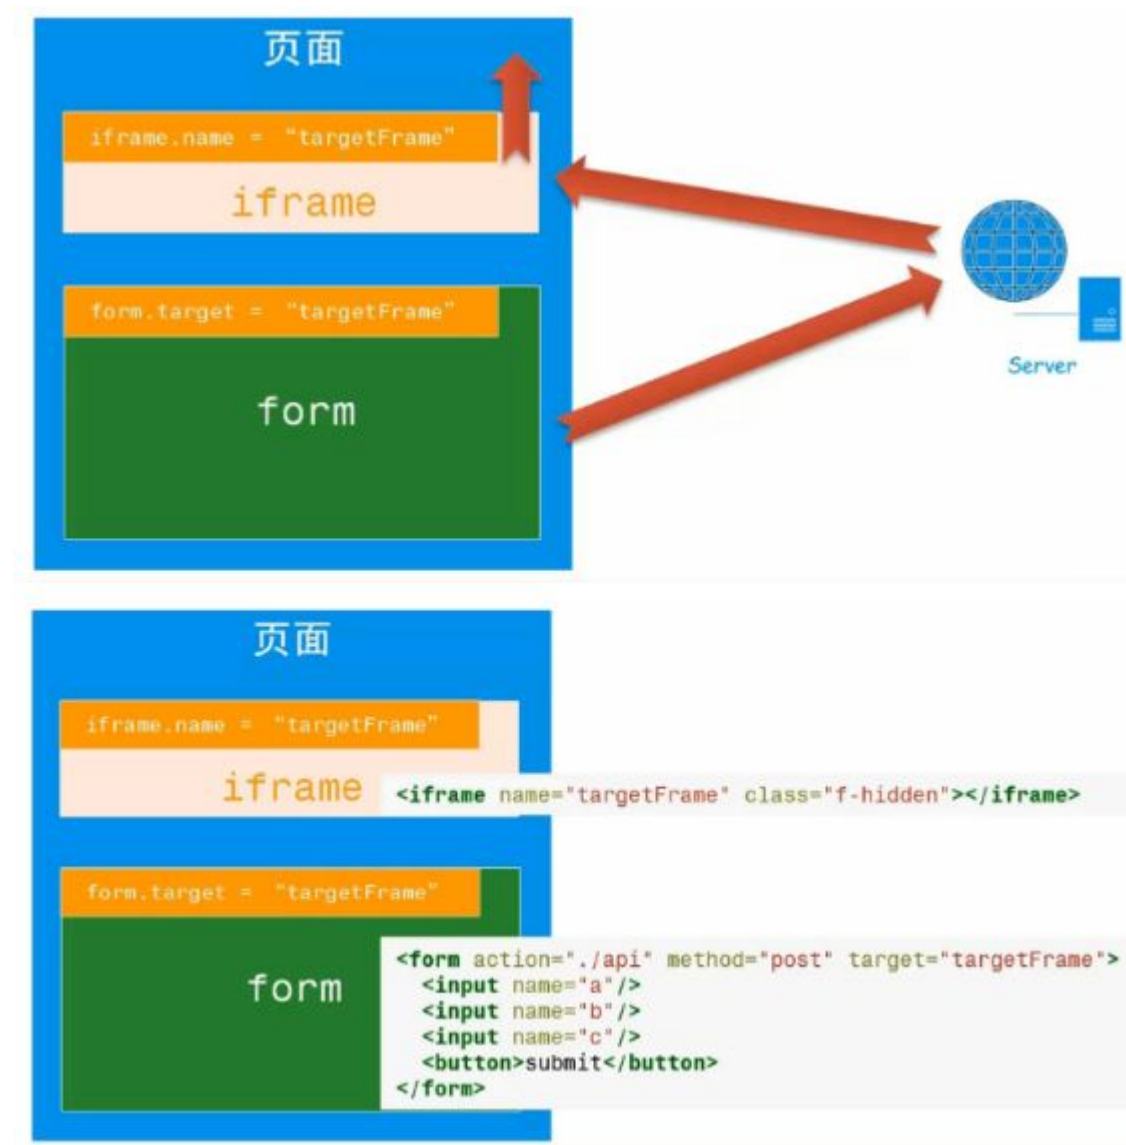 页面
iframe.name = "targetFrame"
iframe
form.target = "targetFrame"
form
Server
页面
iframe.name = "targetFrame"
iframe
<iframe name="targetFrame" class="f-hidden"></iframe>
form.target = "targetFrame"
form
<form action="./api" method="post" target="targetFrame">
<input name="a"/>
<input name="b"/>
<input name="c"/>
<button>submit</button>
</form>